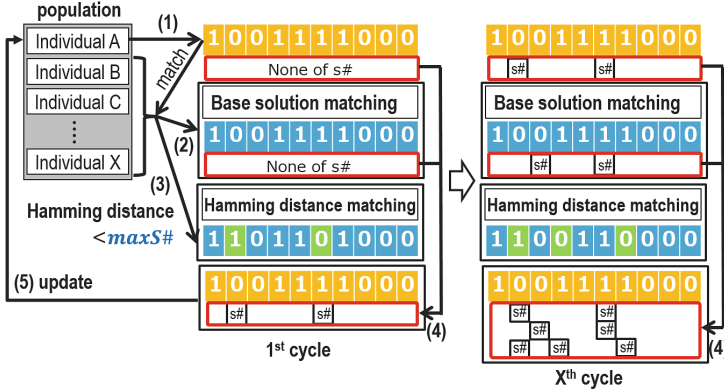 population
Individual A
Individual B
Individual C
Individual X
(1)
match
(2)
(3)
Hamming distance
<maxS#
(5) update
1 0 0 1 1 1 1 0 0 0
None of s#
Base solution matching
1 0 0 1 1 1 1 0 0 0
None of s#
Hamming distance matching
1 1 0 1 1 0 1 0 0 0
1 0 0 1 1 1 1 0 0 0
s# s#
(4)
1st cycle
1 0 0 1 1 1 1 0 0 0
s# s#
Base solution matching
1 0 0 1 1 1 1 0 0 0
s# s#
Hamming distance matching
1 1 0 0 1 1 0 0 0 0
1 0 0 1 1 1 1 0 0 0
s# s#
s# s#
s# s# s#
(4
Xth cycle